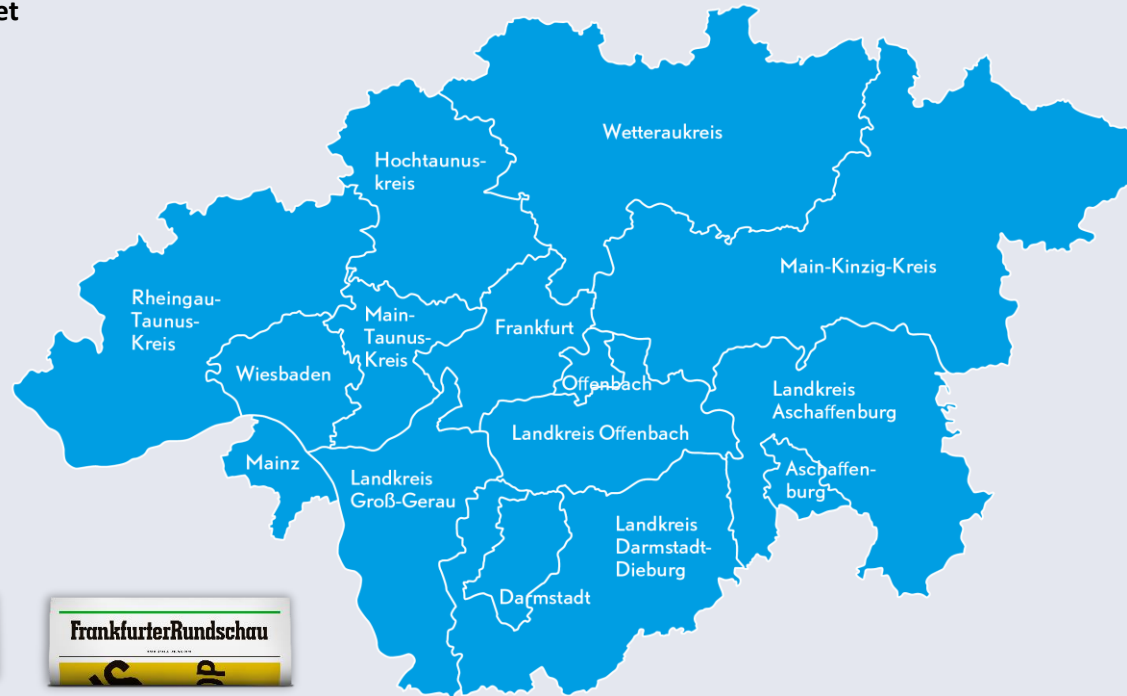 et
Wetteraukreis
Hochtaunus-
kreis
Main-Kinzig-Kreis
Rheingau-
Taunus-
Kreis
Main-
Taunus-
Kreis
Frankfurt
Wiesbaden
Offenbach
Landkreis
Aschaffenburg
Landkreis Offenbach
Mainz
Landkreis
Groß-Gerau
Aschaffen-
burg
Landkreis
Darmstadt-
Dieburg
Darmstadt
FrankfurterRundschau